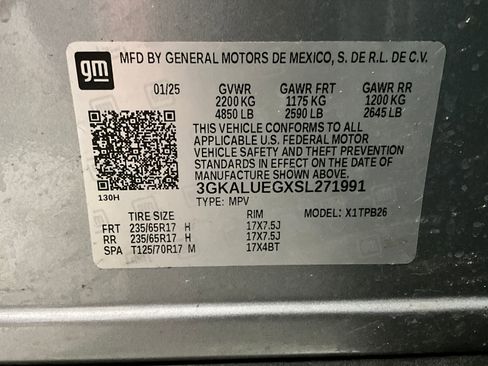 gm MFD BY GENERAL MOTORS DE MEXICO, S. DE R.L. DE C.V.
01/25 GVWR GAWR FRT GAWR RR
2200 KG 1175 KG 1200 KG
4850 LB 2590 LB 2645 LB
THIS VEHICLE CONFORMS TO ALL
APPLICABLE U.S. FEDERAL MOTOR
VEHICLE SAFETY AND THEFT PREVENTION
STANDARDS IN EFFECT ON THE DATE OF
MANUFACTURE SHOWN ABOVE.
3GKALUEGXSL271991
130H TYPE: MPV
TIRE SIZE RIM MODEL: X1TPB26
FRT 235/65R17 H 17X7.5J
RR 235/65R17 H 17X7.5J
SPA T125/70R17 M 17X4BT